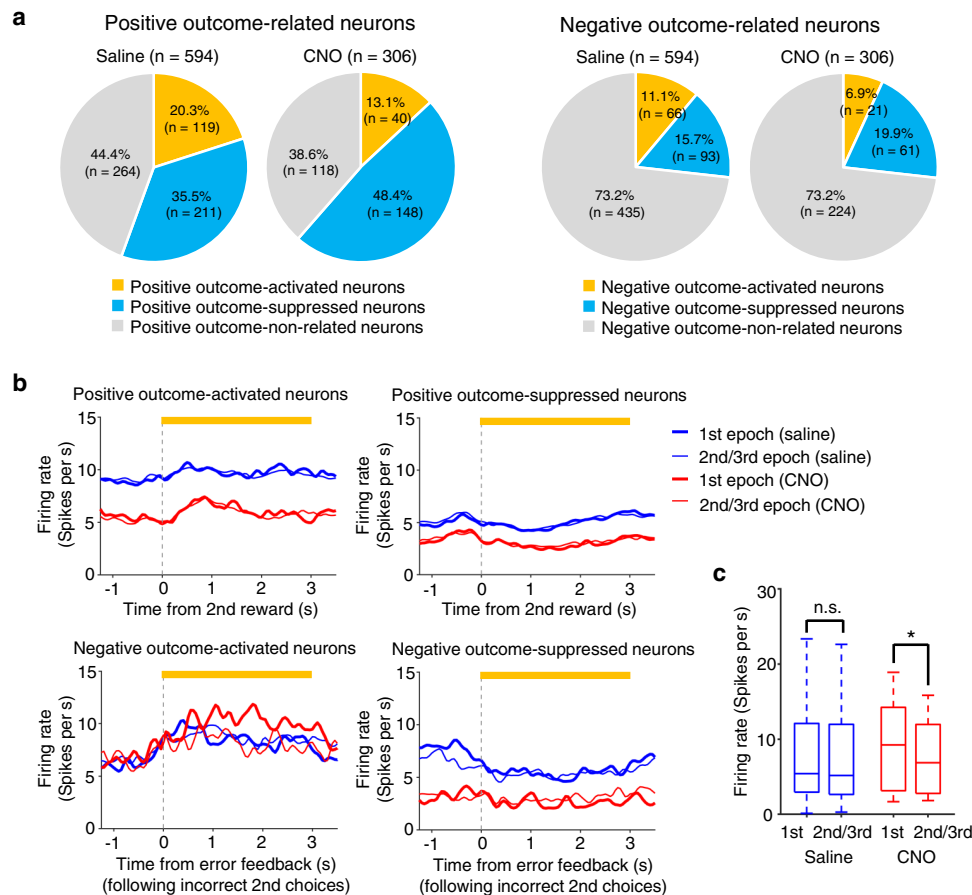 a
Positive outcome-related neurons
Saline (n = 594)
CNO (n = 306)
20.3%
(n = 119)
44.4%
(n = 264)
35.5%
(n = 211)
13.1%
(n = 40)
38.6%
(n = 118)
48.4%
(n = 148)
Positive outcome-activated neurons
Positive outcome-suppressed neurons
Positive outcome-non-related neurons
Negative outcome-related neurons
Saline (n = 594)
CNO (n = 306)
11.1%
(n = 66)
15.7%
(n = 93)
73.2%
(n = 435)
6.9%
(n = 21)
19.9%
(n = 61)
73.2%
(n = 224)
Negative outcome-activated neurons
Negative outcome-suppressed neurons
Negative outcome-non-related neurons
b
Positive outcome-activated neurons
Firing rate
(Spikes per s)
15
10
5
0
-1 0 1 2 3
Time from 2nd reward (s)
Positive outcome-suppressed neurons
Firing rate
(Spikes per s)
15
10
5
0
-1 0 1 2 3
Time from 2nd reward (s)
1st epoch (saline)
2nd/3rd epoch (saline)
1st epoch (CNO)
2nd/3rd epoch (CNO)
Negative outcome-activated neurons
Firing rate
(Spikes per s)
15
10
5
0
-1 0 1 2 3
Time from error feedback (s)
(following incorrect 2nd choices)
Negative outcome-suppressed neurons
Firing rate
(Spikes per s)
15
10
5
0
-1 0 1 2 3
Time from error feedback (s)
(following incorrect 2nd choices)
c
Firing rate (Spikes per s)
30
20
10
0
n.s.
*
1st 2nd/3rd 1st 2nd/3rd
Saline CNO